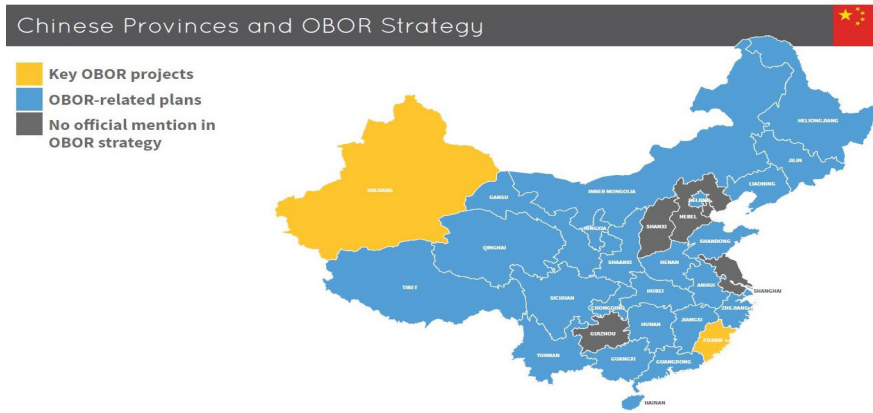 Chinese Provinces and OBOR Strategy
Key OBOR projects
OBOR-related plans
No official mention in
OBOR strategy
HEILONGJIANG
JILIN
LIAONING
INNER MONGOLIA
BEIJING
XINJIANG
GANSU
NINGXIA
SHANXI
HEBEI
SHANDONG
QINGHAI
SHAANXI
HENAN
TIBET
ANHUI
SHANGHAI
SICHUAN
HUBEI
CHONGQING
ZHEJIANG
HUNAN
JIANGXI
GUIZHOU
FUJIAN
YUNNAN
GUANGXI
GUANGDONG
HAINAN